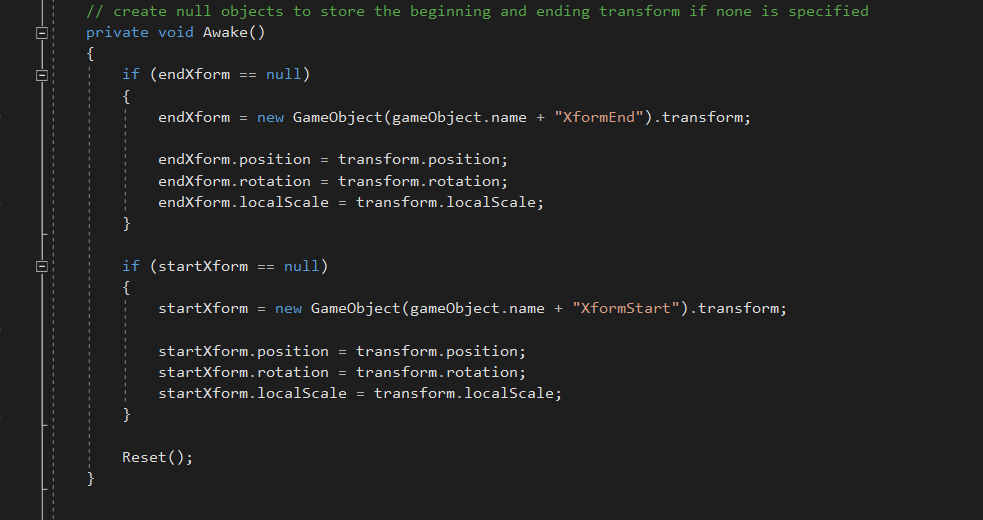 // create null objects to store the beginning and ending transform if none is specified
private void Awake()
{
if (endXform == null)
{
endXform = new GameObject(gameObject.name + "XformEnd").transform;
endXform.position = transform.position;
endXform.rotation = transform.rotation;
endXform.localScale = transform.localScale;
}
if (startXform == null)
{
startXform = new GameObject(gameObject.name + "XformStart").transform;
startXform.position = transform.position;
startXform.rotation = transform.rotation;
startXform.localScale = transform.localScale;
}
Reset();
}